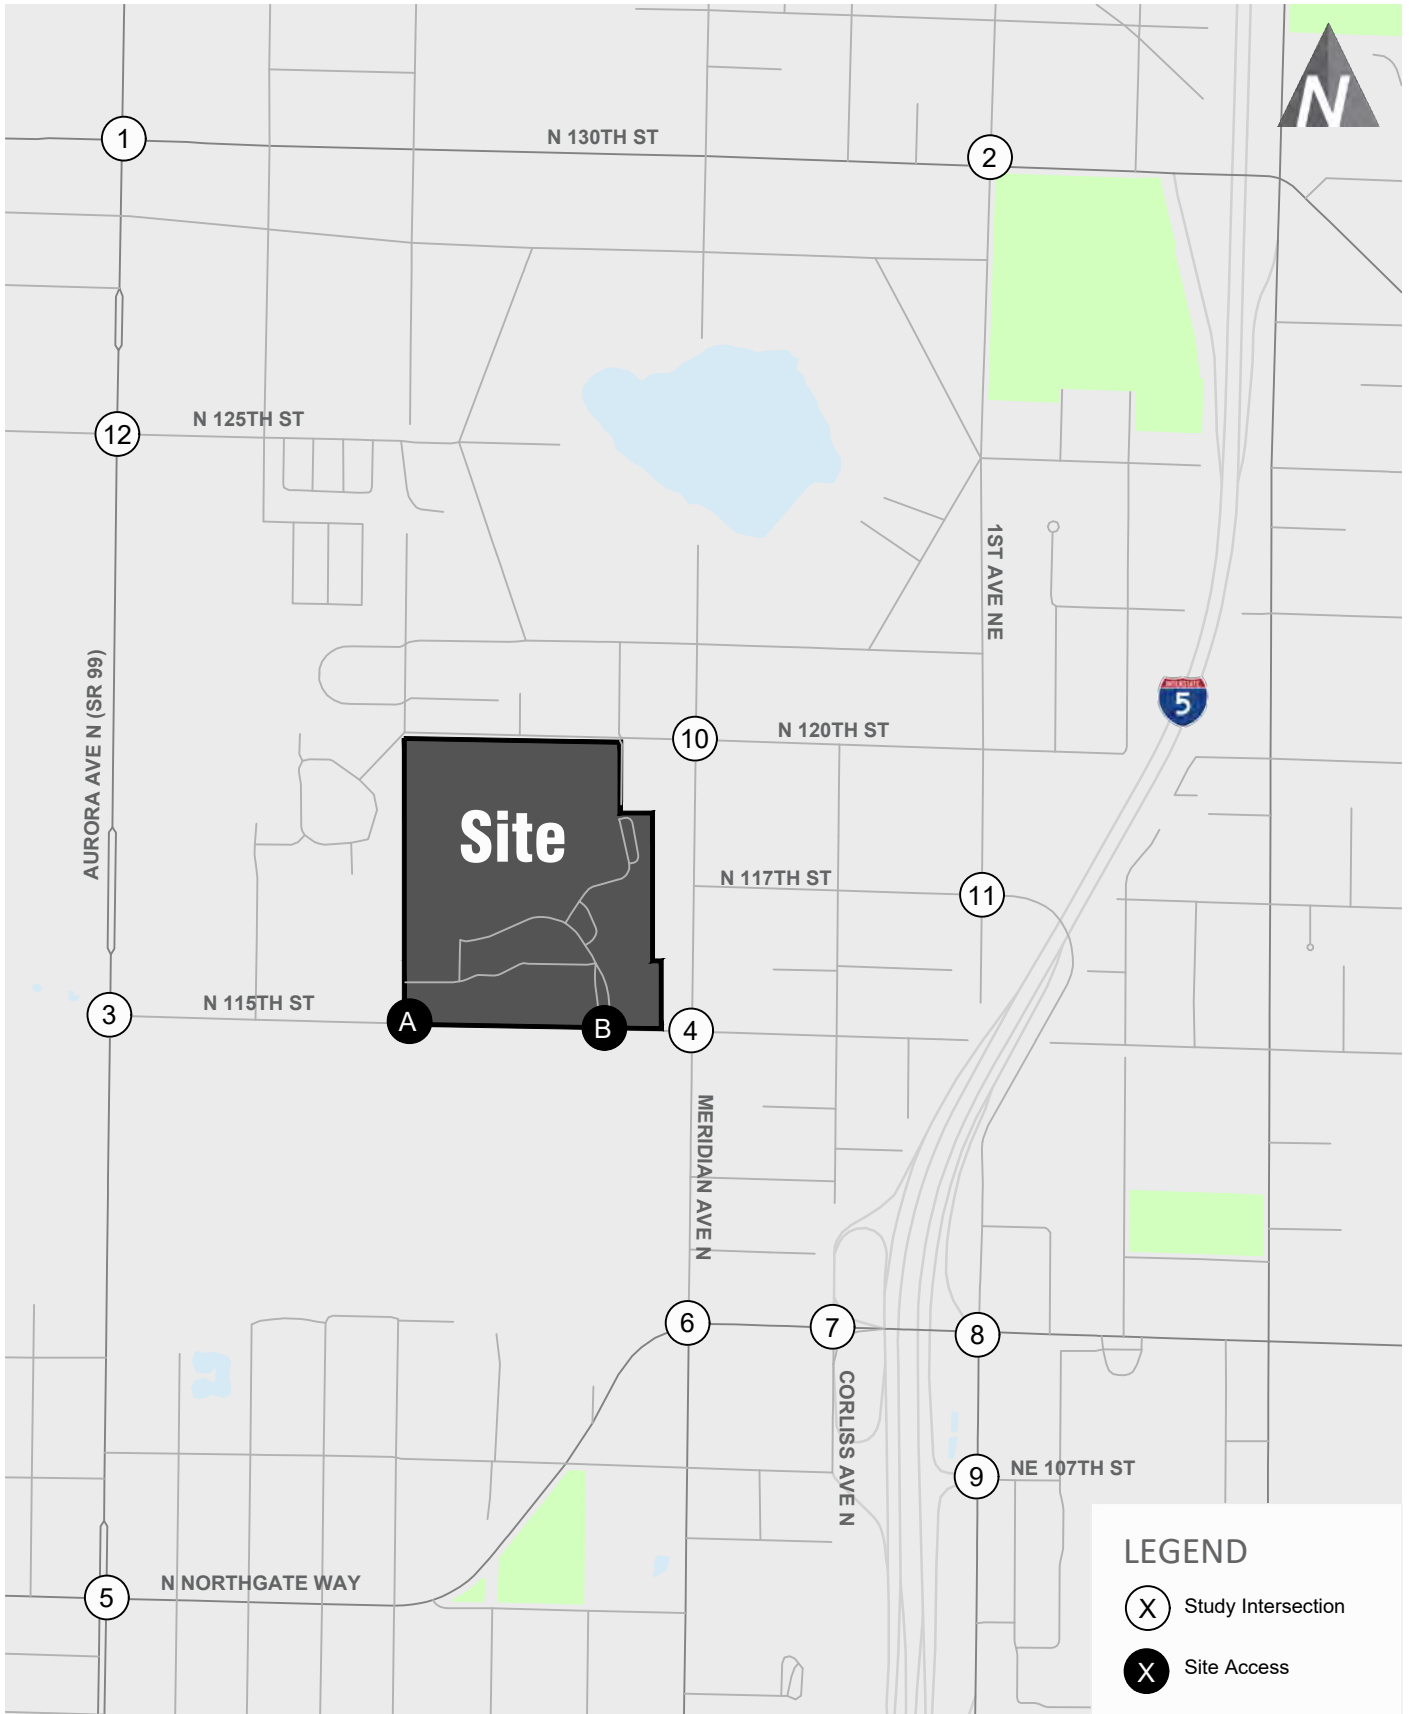 N
1
N 130TH ST
2
12
N 125TH ST
1ST AVE NE
AURORA AVE N (SR 99)
INTERSTATE
5
10
N 120TH ST
Site
N 117TH ST
11
3
N 115TH ST
A
B
4
MERIDIAN AVE N
6
7
8
CORLISS AVE N
9
NE 107TH ST
5
N NORTHGATE WAY
LEGEND
X Study Intersection
X Site Access